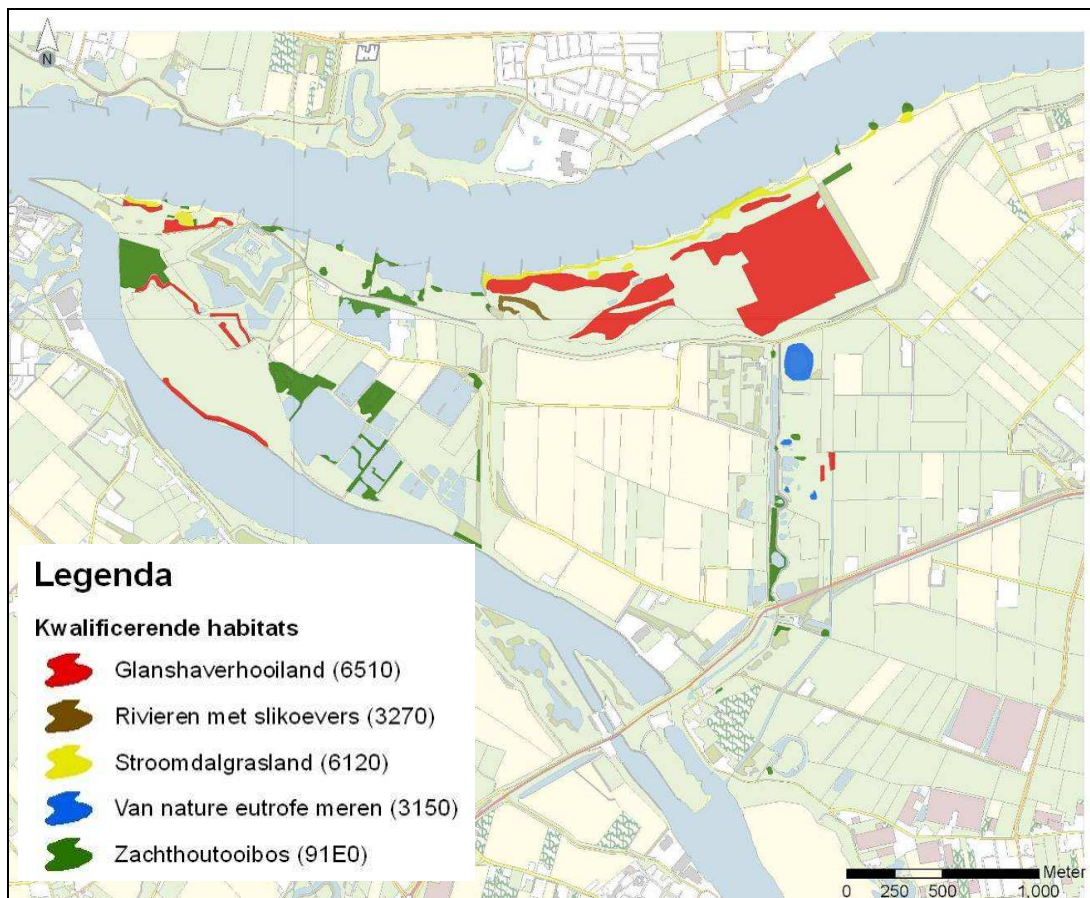 N
Legenda
Kwalificerende habitats
Glanshaverhooiland (6510)
Rivieren met slikoevers (3270)
Stroomdalgrasland (6120)
Van nature eutrofe meren (3150)
Zachthoutooibos (91E0)
Meter
0 250 500 1,000